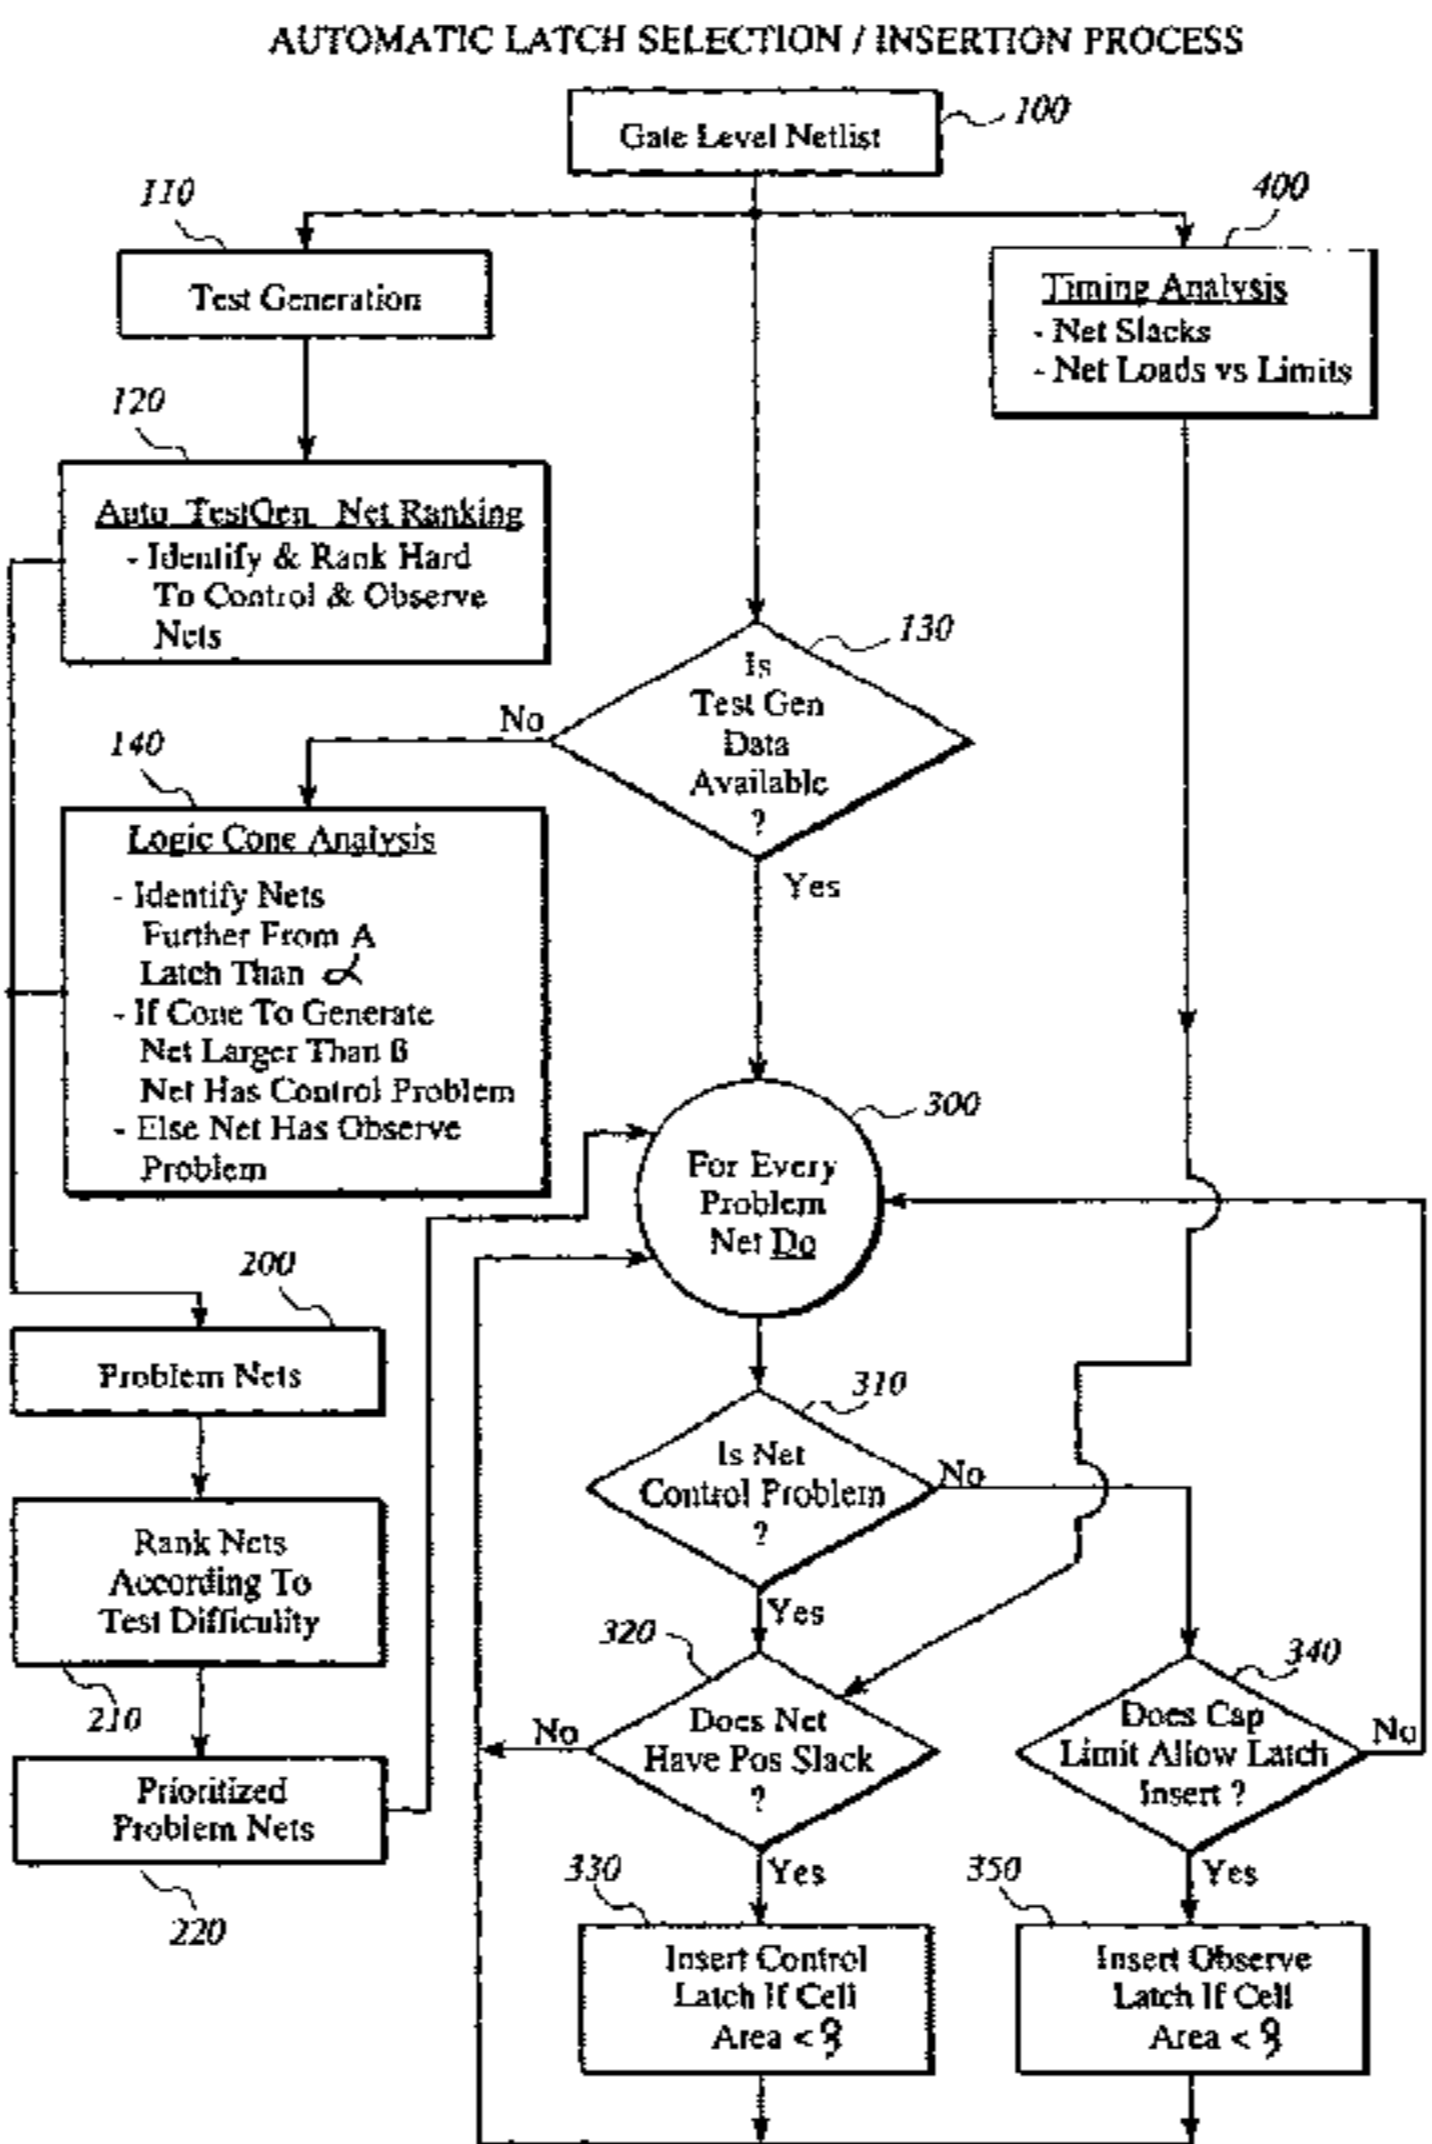 AUTOMATIC LATCH SELECTION / INSERTION PROCESS
Gate Level Netlist
100
110
Test Generation
400
Timing Analysis
- Net Slacks
- Net Loads vs Limits
120
Auto TestGen Net Ranking
- Identify & Rank Hard
To Control & Observe
Nets
130
Is
Test Gen
Data
Available
?
No
Yes
140
Logic Cone Analysis
- Identify Nets
Further From A
Latch Than α
- If Cone To Generate
Net Larger Than ß
Net Has Control Problem
- Else Net Has Observe
Problem
300
For Every
Problem
Net Do
200
Problem Nets
310
Is Net
Control Problem
?
No
Yes
Rank Nets
According To
Test Difficulity
210
320
Does Net
Have Pos Slack
?
No
Yes
340
Does Cap
Limit Allow Latch
Insert ?
No
Yes
Prioritized
Problem Nets
220
330
Insert Control
Latch If Cell
Area <
350
Insert Observe
Latch If Cell
Area <